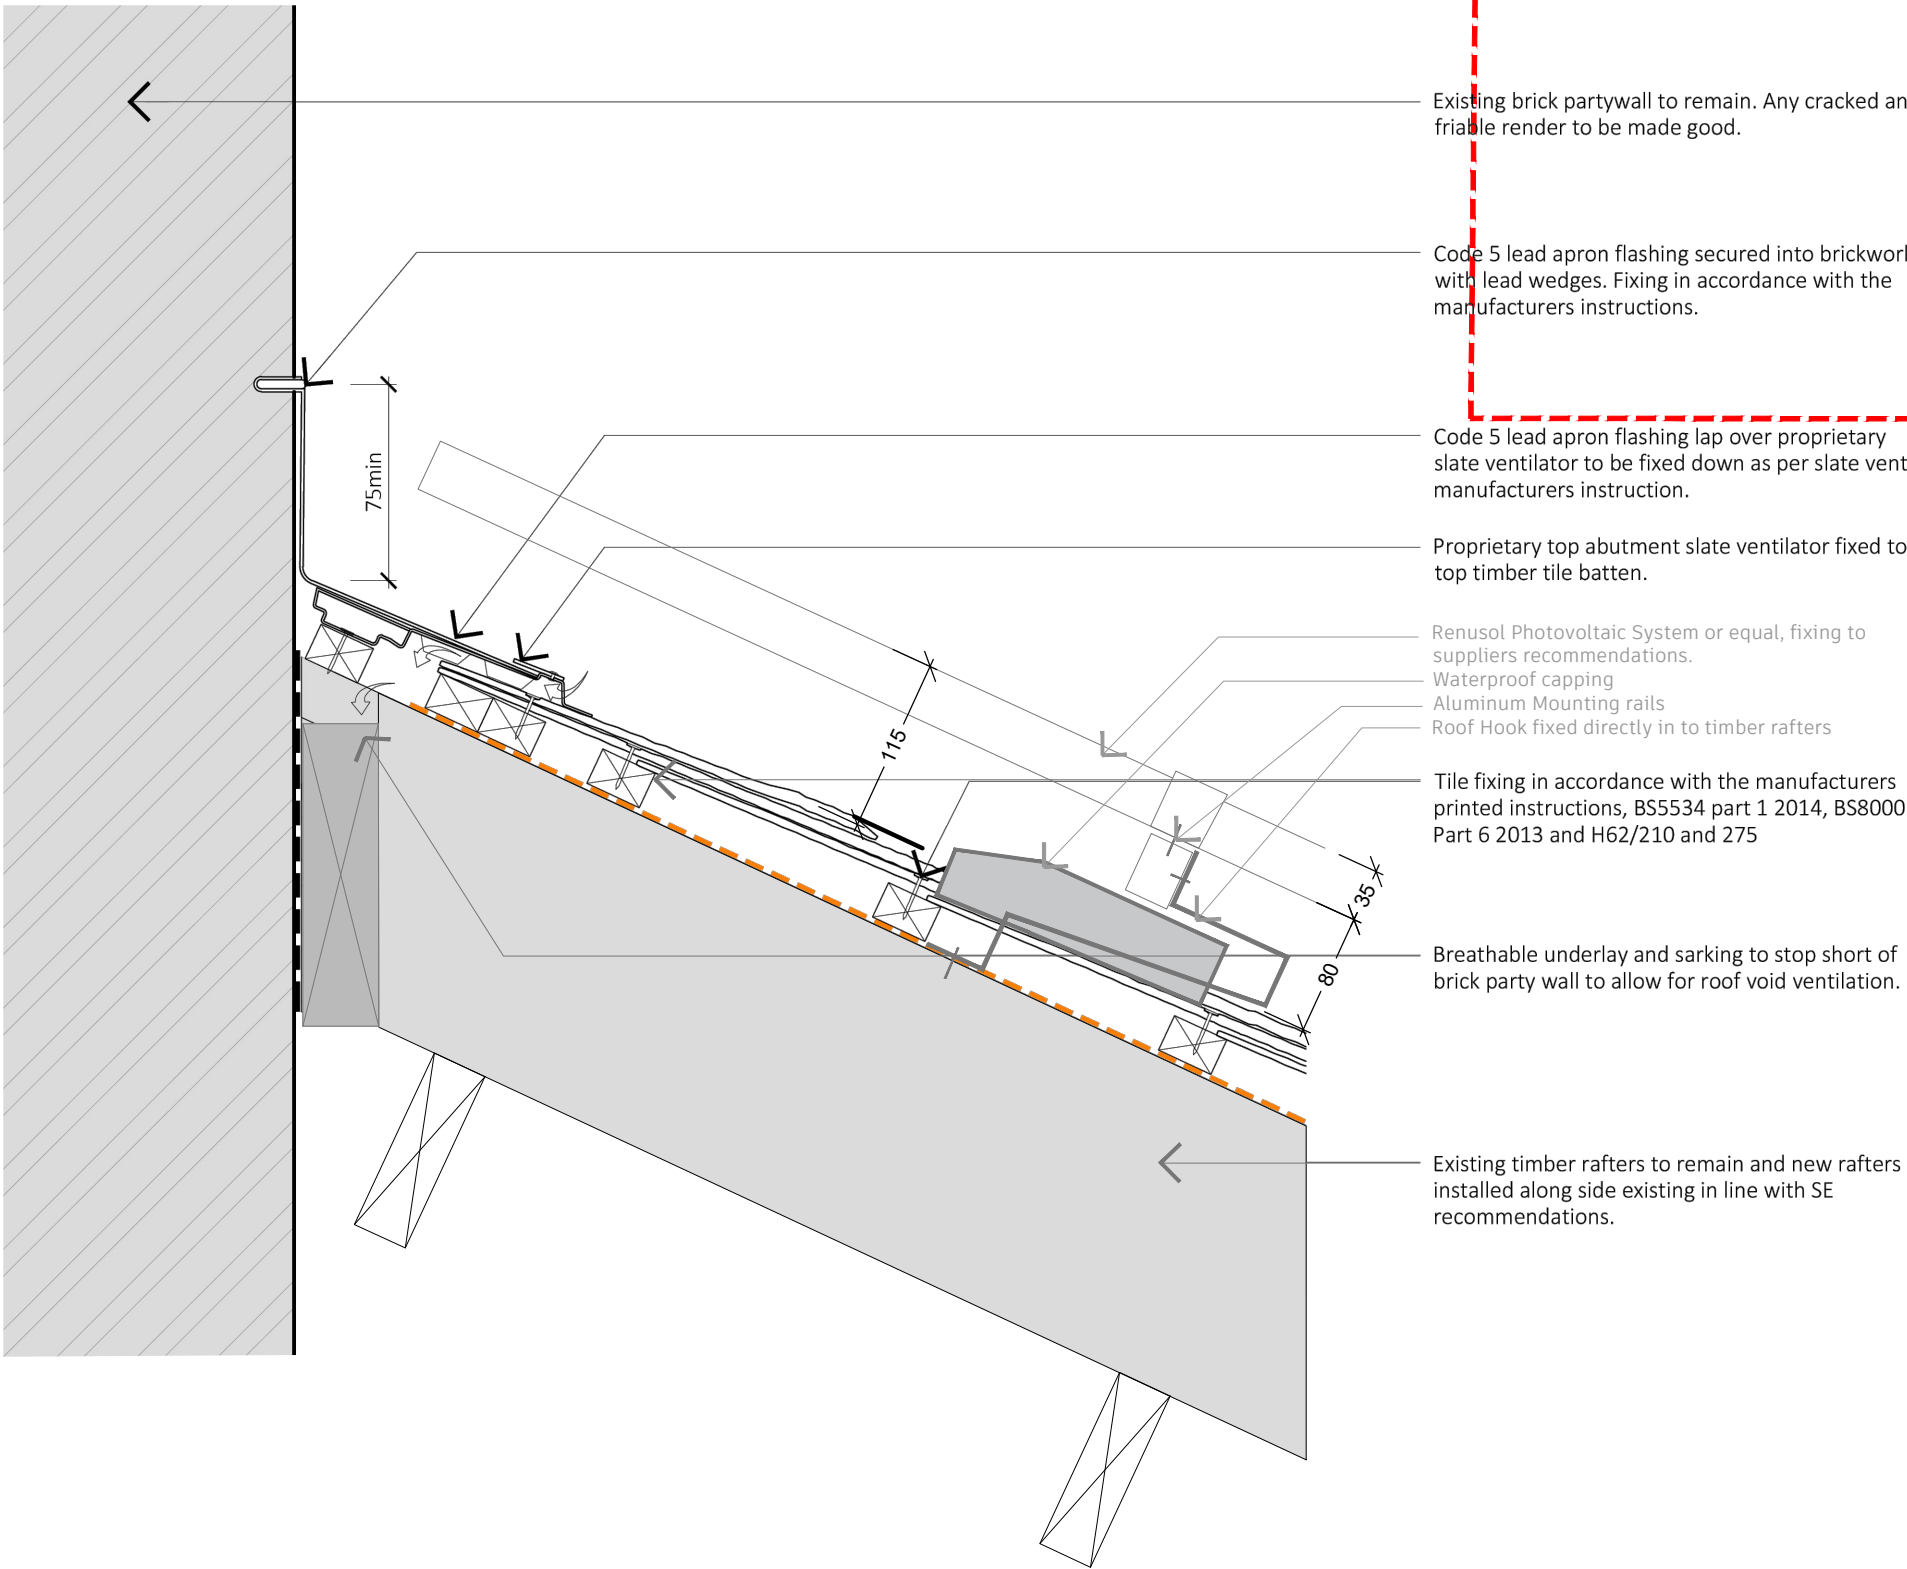 Existing brick partywall to remain. Any cracked an
friable render to be made good.
Code 5 lead apron flashing secured into brickwor
with lead wedges. Fixing in accordance with the
manufacturers instructions.
75min
Code 5 lead apron flashing lap over proprietary
slate ventilator to be fixed down as per slate vent
manufacturers instruction.
Proprietary top abutment slate ventilator fixed to
top timber tile batten.
Renusol Photovoltaic System or equal, fixing to
suppliers recommendations.
Waterproof capping
Aluminum Mounting rails
Roof Hook fixed directly in to timber rafters
115
Tile fixing in accordance with the manufacturers
printed instructions, BS5534 part 1 2014, BS8000
Part 6 2013 and H62/210 and 275
35
80
Breathable underlay and sarking to stop short of
brick party wall to allow for roof void ventilation.
Existing timber rafters to remain and new rafters
installed along side existing in line with SE
recommendations.